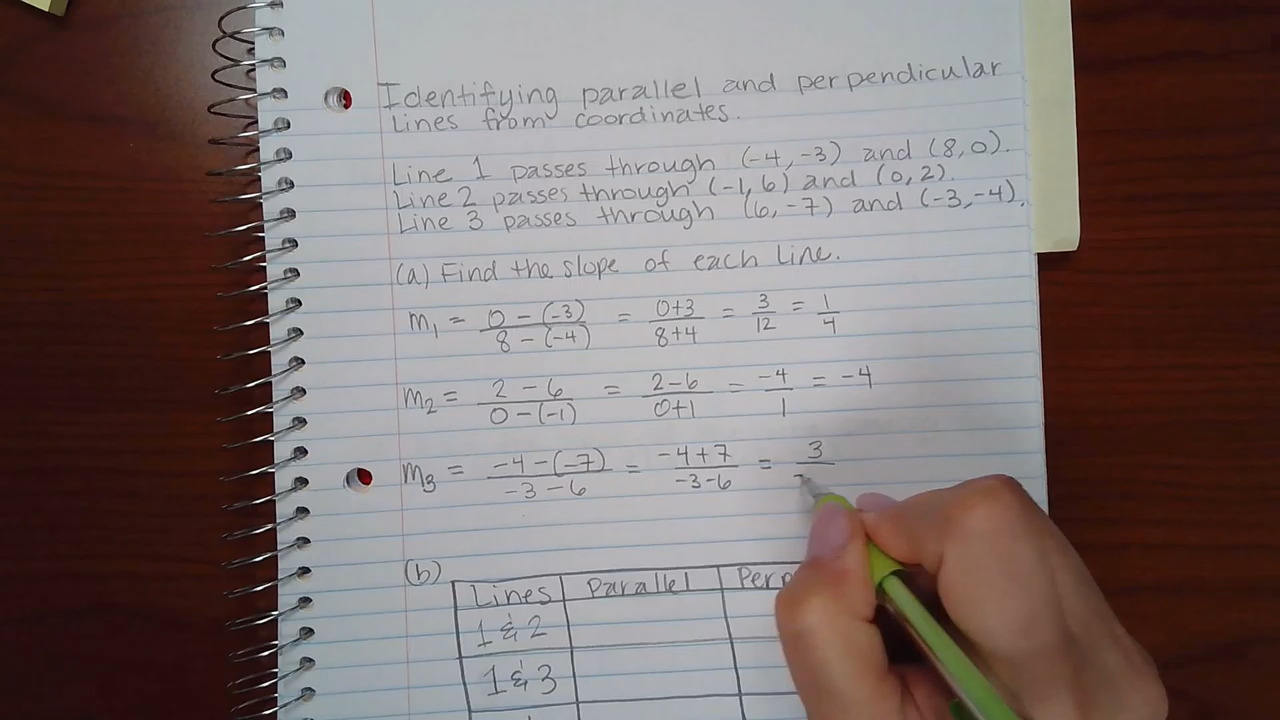 Identifying parallel and perpendicular
lines from coordinates.
Line 1 passes through (-4,-3) and (8,0).
Line 2 passes through (-1,6) and (0,2).
Line 3 passes through (6,-7) and (-3,-4).
(a) Find the slope of each line.
m₁ = (0-(-3))/(8-(-4)) = (0+3)/(8+4) = 3/12 = 1/4
m₂ = (2-6)/(0-(-1)) = (2-6)/(0+1) = -4/1 = -4
m₃ = (-4-(-7))/(-3-6) = (-4+7)/(-3-6) = 3/-
(b)
Lines Parallel Perp
1 & 2
1 & 3